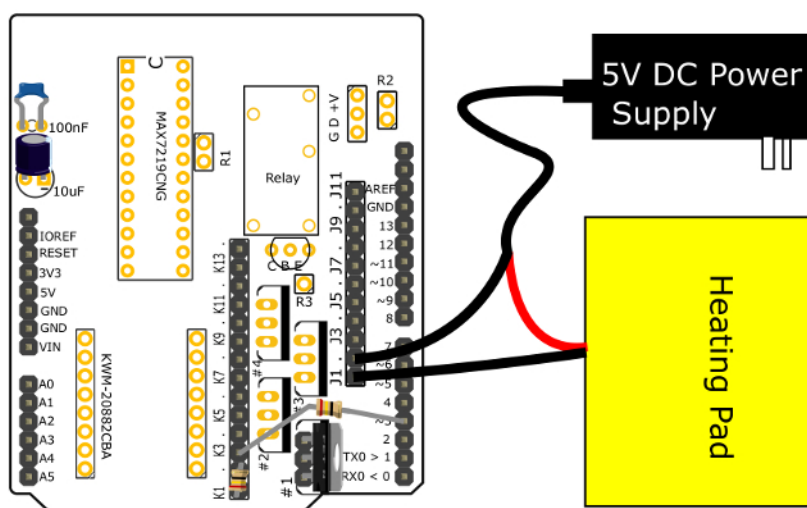 C
MAX7219CNG
100nF
- 10uF
R1
Relay
G D +V
R2
IOREF
RESET
3V3
5V
GND
GND
VIN
A0
A1
A2
A3
A4
A5
KWM-20882CBA
K13 .
K11 .
K9 .
K7 .
K5 .
K3 .
K1 .
C B E
R3
#4
#3
#2
#1
J11
J9 .
J7 .
J5 .
J3 .
J1 .
AREF
GND
13
12
~11
~10
~9
8
7
~5
4
~3
2
TX0 > 1
RX0 < 0
5V DC Power
Supply
Heating Pad